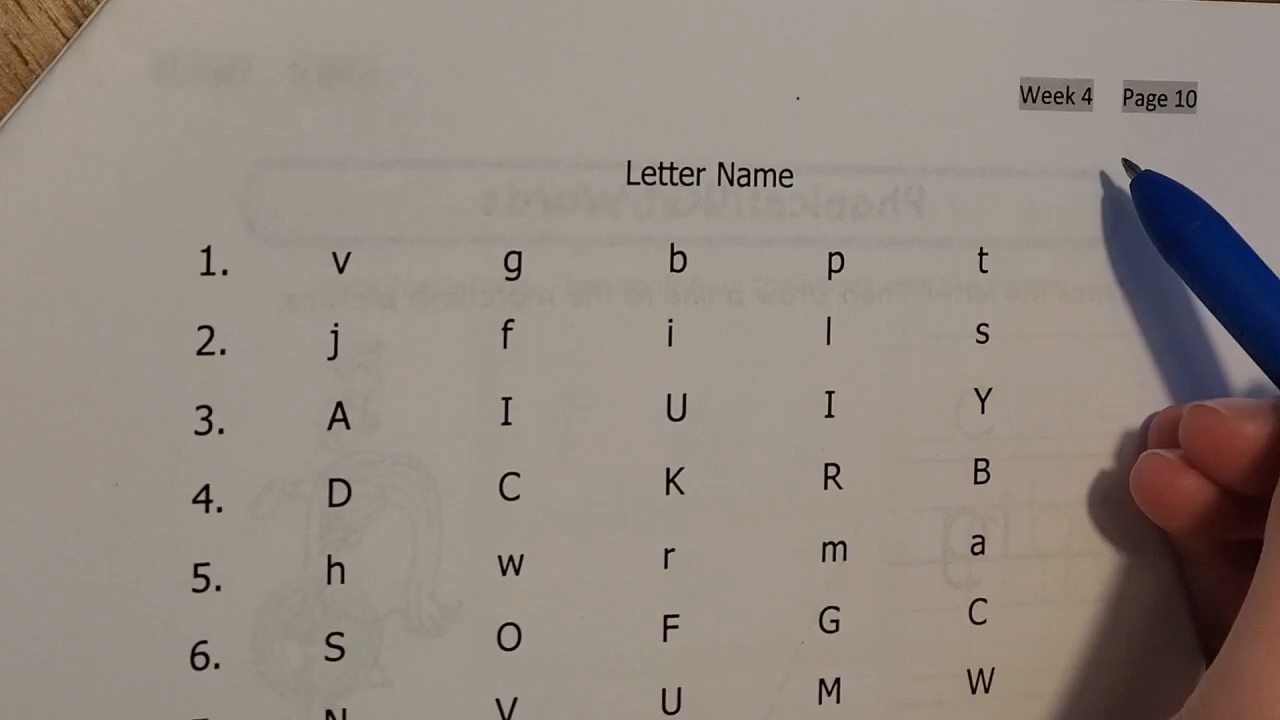 Week 4 Page 10
Letter Name
1. v g b p t
2. j f i l s
3. A I U I Y
4. D C K R B
5. h w r m a
6. S O F G C
N V U M W